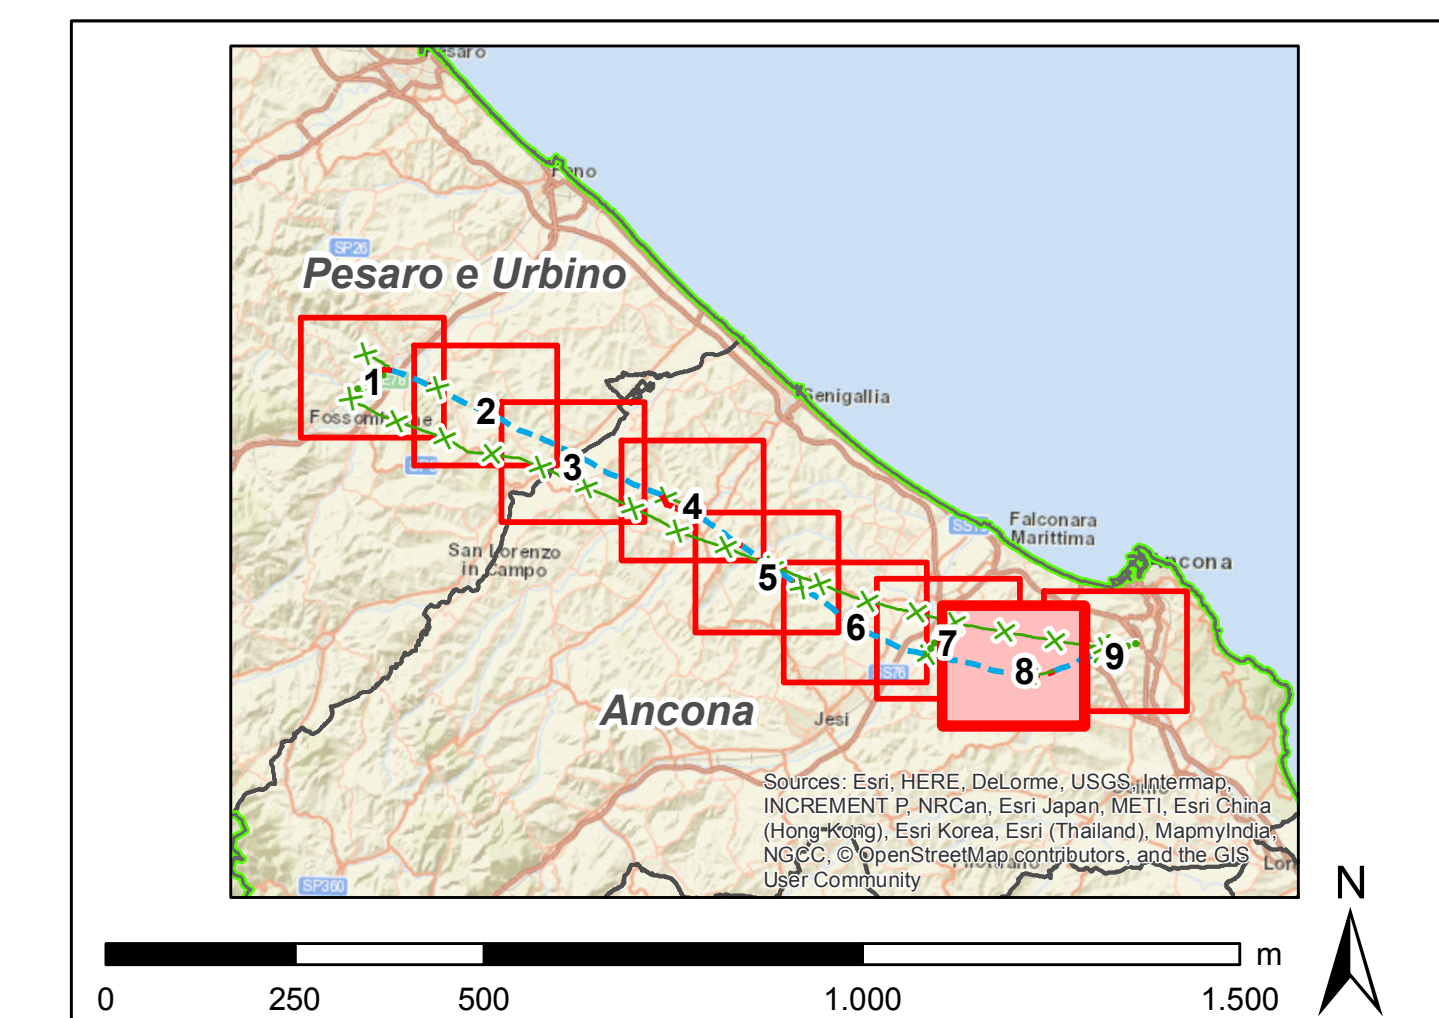 Fano
SP26
Pesaro e Urbino
1
2
Senigallia
3
4
Falconara
Marittima
San Lorenzo
in Campo
5
6
7
8
9
SS76
Ancona
Jesi
Sources: Esri, HERE, DeLorme, USGS, Intermap,
INCREMENT P, NRCan, Esri Japan, METI, Esri China
(Hong Kong), Esri Korea, Esri (Thailand), MapmyIndia,
NGCC, © OpenStreetMap contributors, and the GIS
User Community
SP360
N
m
0 250 500 1.000 1.500